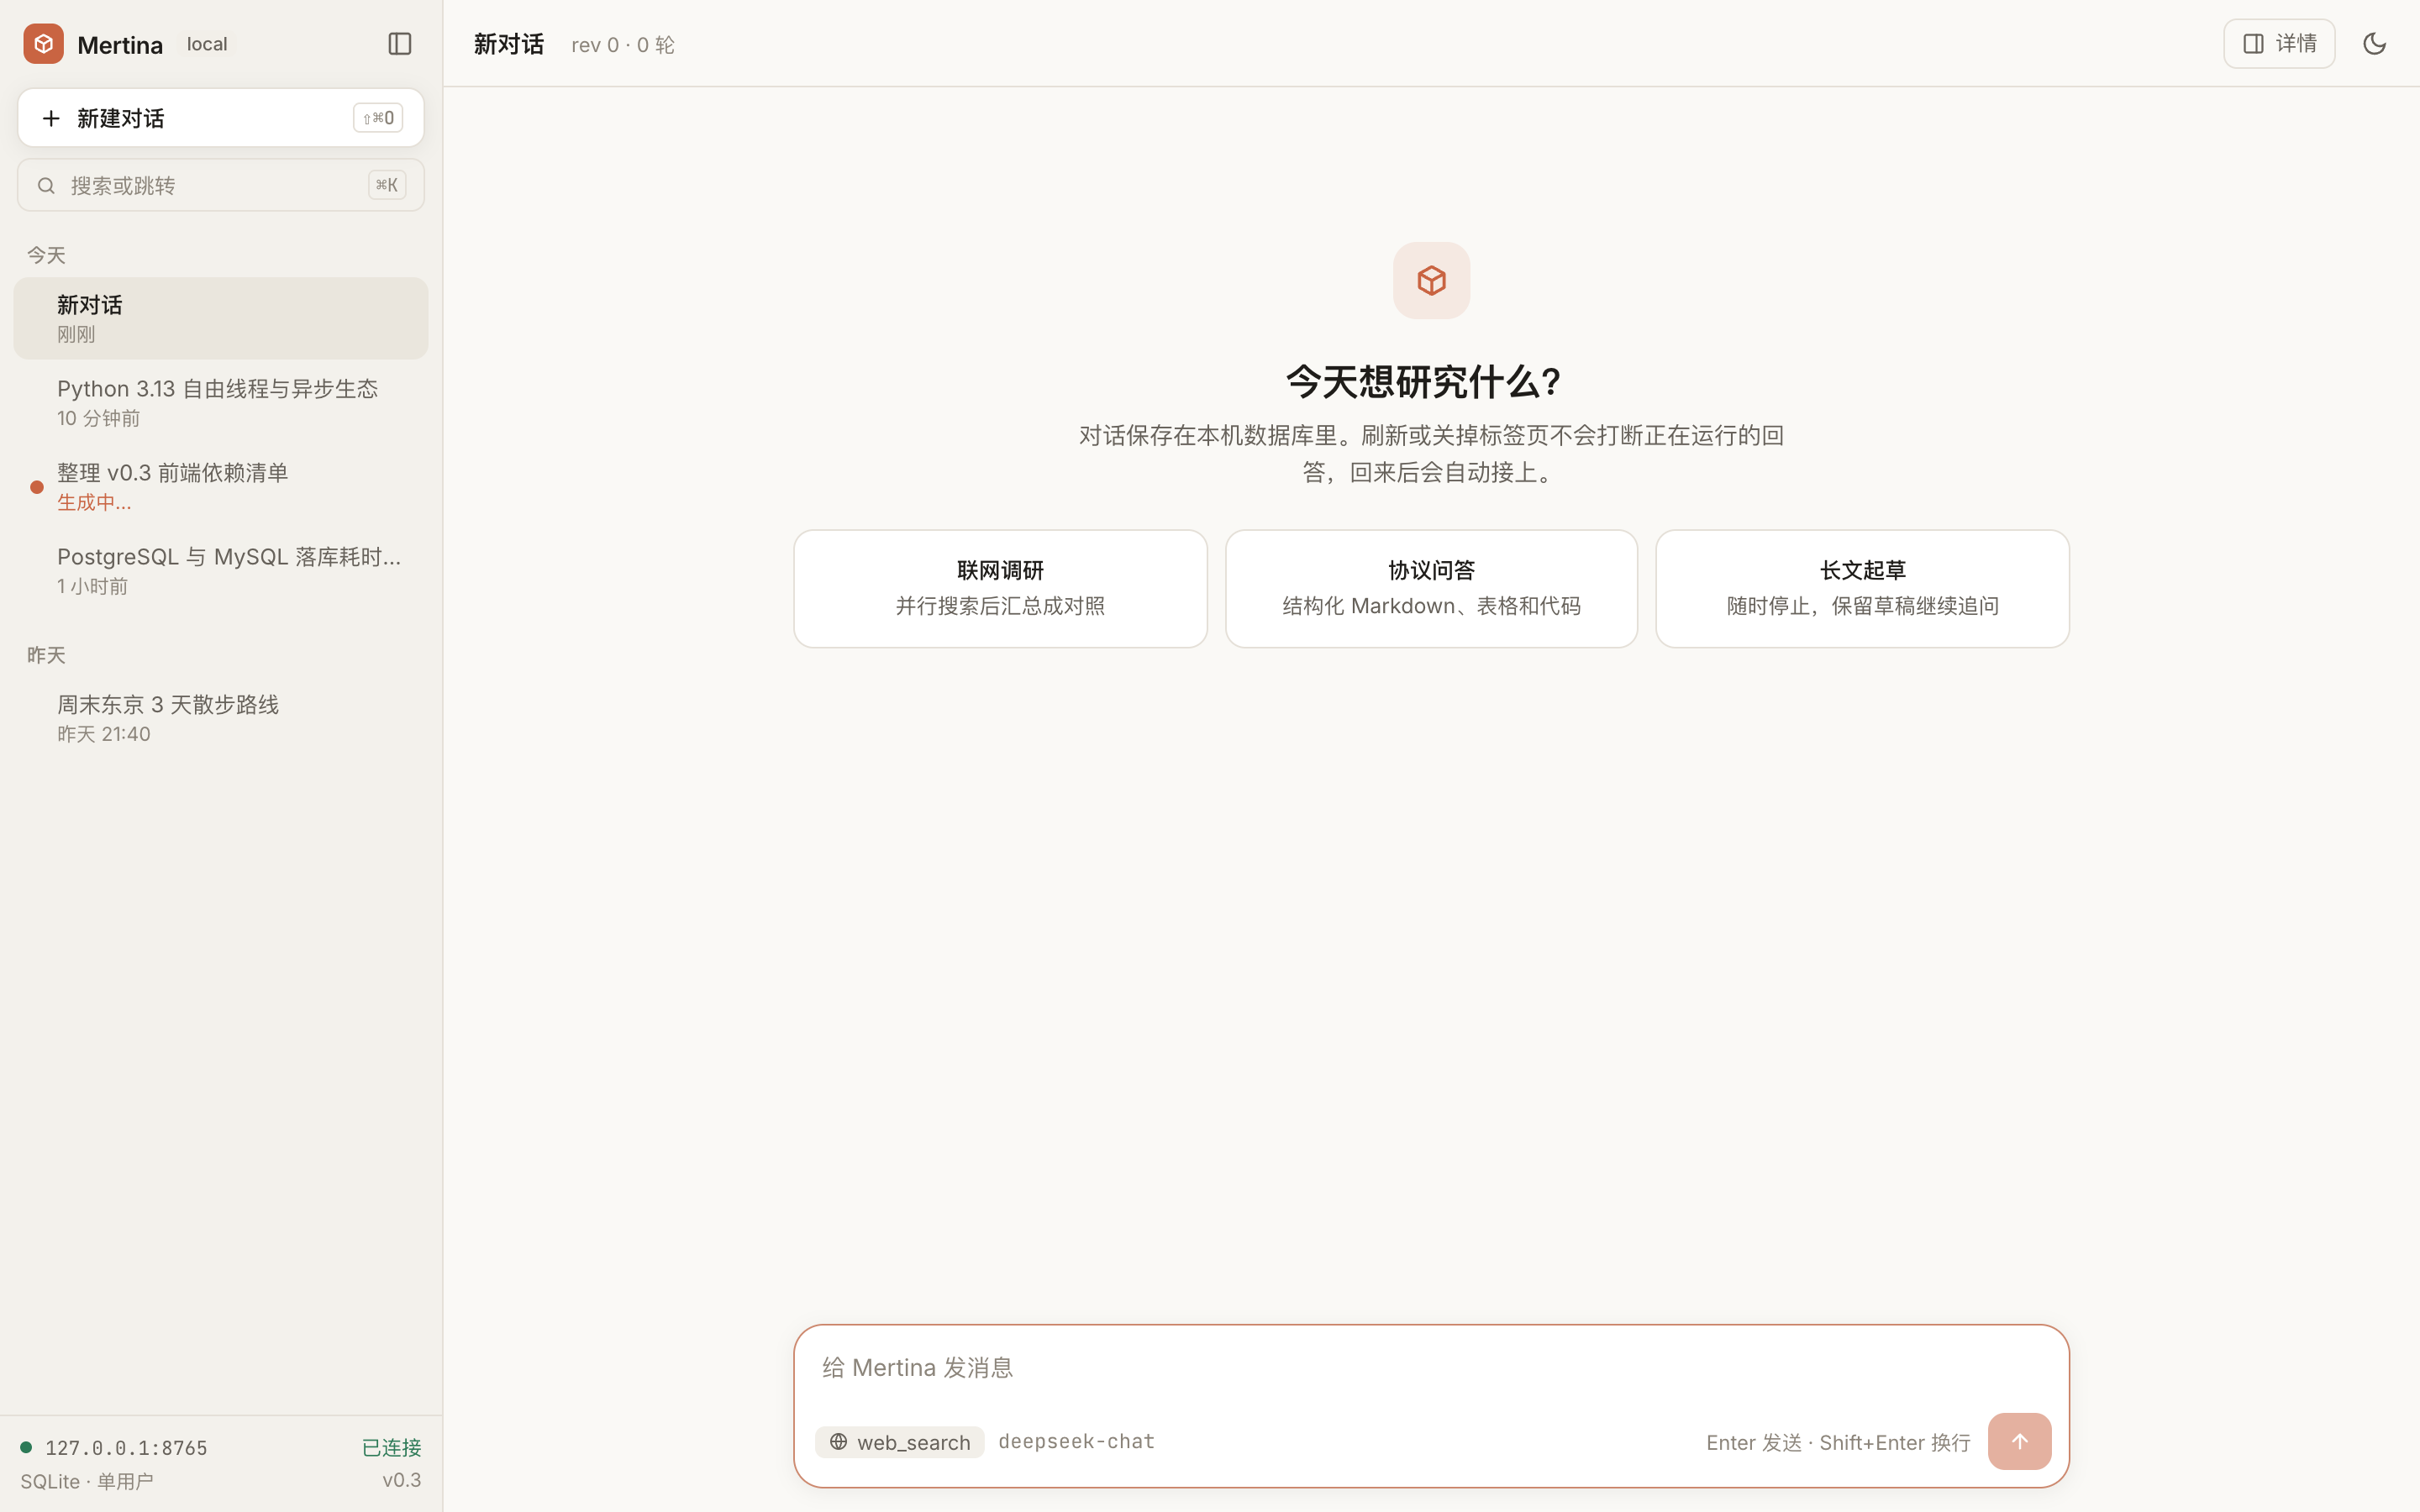 Mertina local
新建对话 ⇧⌘O
搜索或跳转 ⌘K
今天
新对话
刚刚
Python 3.13 自由线程与异步生态
10 分钟前
整理 v0.3 前端依赖清单
生成中…
PostgreSQL 与 MySQL 落库耗时…
1 小时前
昨天
周末东京 3 天散步路线
昨天 21:40
127.0.0.1:8765 已连接
SQLite · 单用户 v0.3
新对话 rev 0 · 0 轮
详情
今天想研究什么?
对话保存在本机数据库里。刷新或关掉标签页不会打断正在运行的回
答，回来后会自动接上。
联网调研
并行搜索后汇总成对照
协议问答
结构化 Markdown、表格和代码
长文起草
随时停止，保留草稿继续追问
给 Mertina 发消息
web_search deepseek-chat Enter 发送 · Shift+Enter 换行